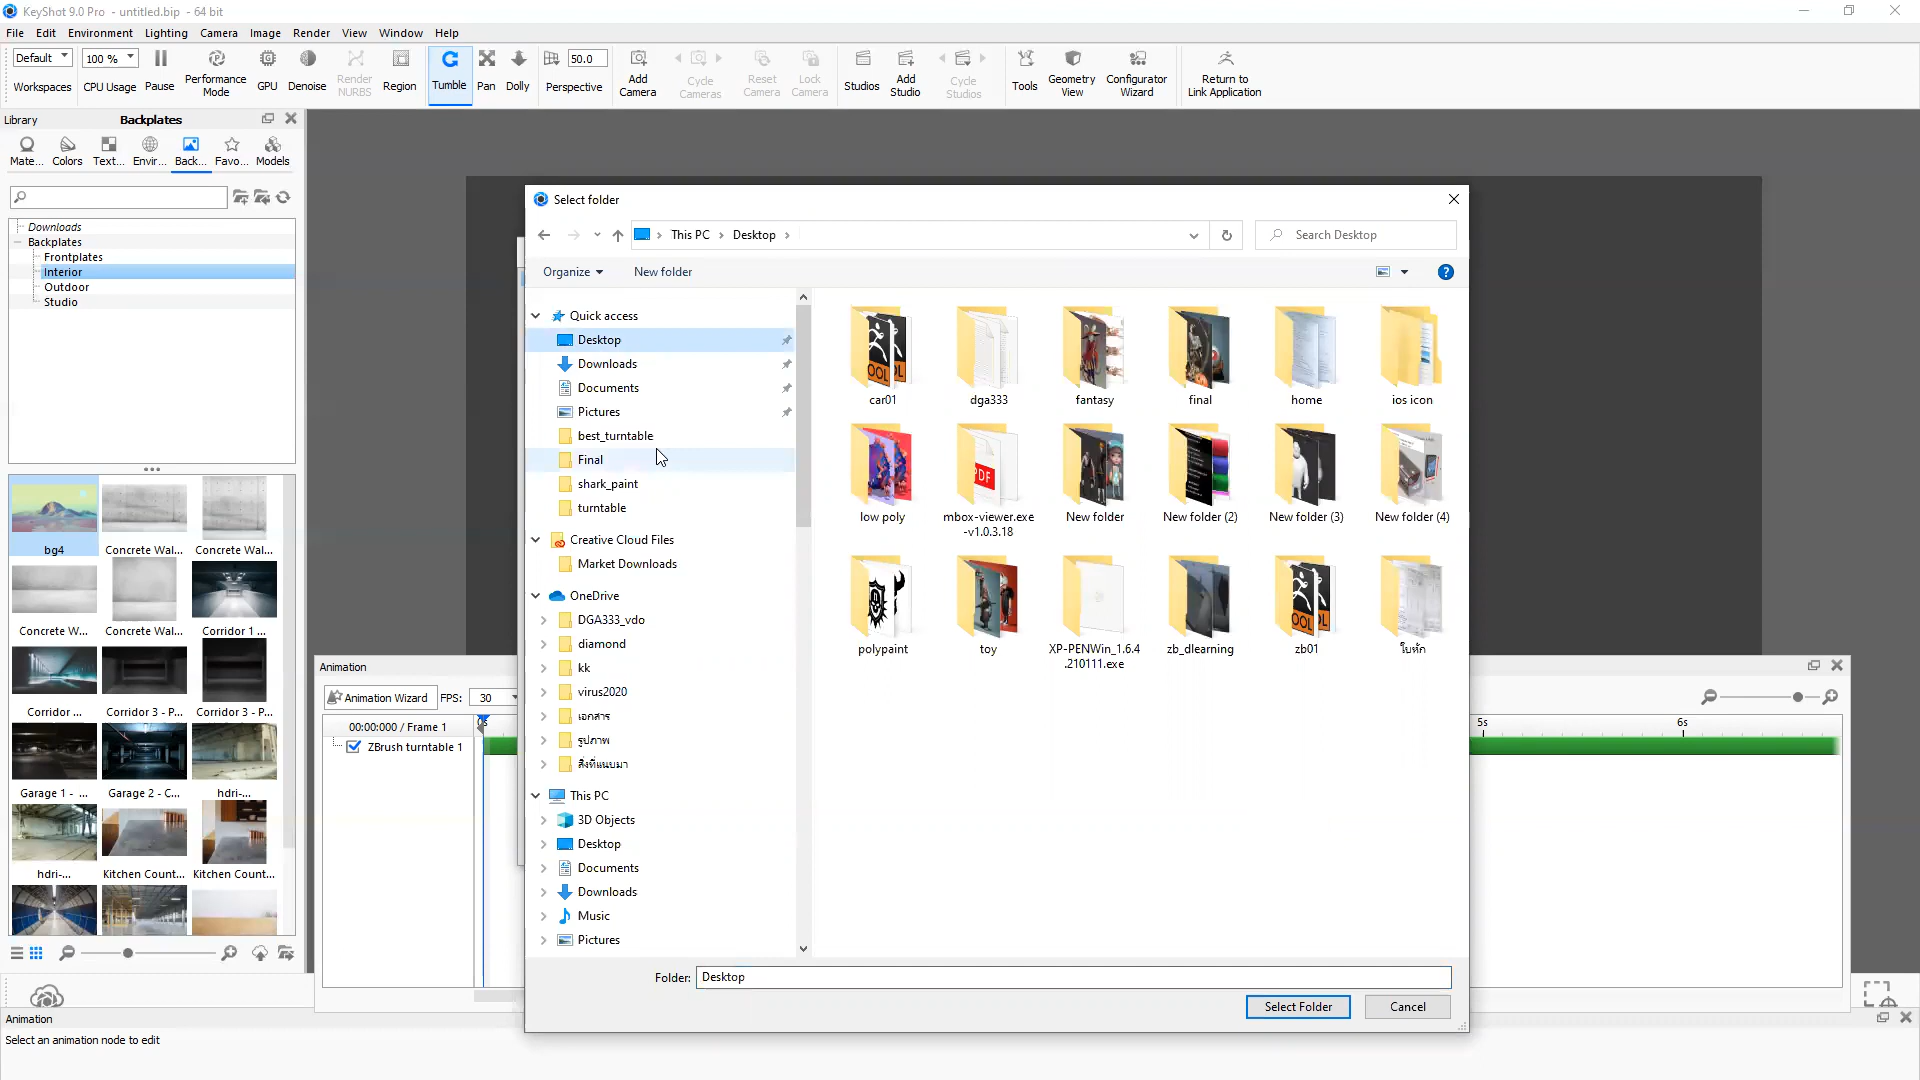 KeyShot 9.0 Pro - untitled.bip - 64 bit
File Edit Environment Lighting Camera Image Render View Window Help
Default 100 % 50.0
Workspaces CPU Usage Pause Performance Mode GPU Denoise Render NURBS Region Tumble Pan Dolly Perspective Add Camera Cycle Cameras Reset Camera Lock Camera Studios Add Studio Cycle Studios Tools Geometry View Configurator Wizard Return to Link Application
Library Backplates
Mate... Colors Text... Envir... Back... Favo... Models
Downloads
Backplates
Frontplates
Interior
Outdoor
Studio
bg4 Concrete Wal... Concrete Wal...
Concrete W... Concrete Wal... Corridor 1 ...
Corridor ... Corridor 3 - P... Corridor 3 - P...
Garage 1 - ... Garage 2 - C... hdri-...
hdri-... Kitchen Count... Kitchen Count...
Animation
Animation Wizard FPS: 30
00:00:000 / Frame 1
ZBrush turntable 1
5s 6s
Select folder
This PC Desktop
Search Desktop
Organize New folder
Quick access
Desktop
Downloads
Documents
Pictures
best_turntable
Final
shark_paint
turntable
Creative Cloud Files
Market Downloads
OneDrive
DGA333_vdo
diamond
kk
virus2020
เอกสาร
รูปภาพ
สิ่งที่แนบมา
This PC
3D Objects
Desktop
Documents
Downloads
Music
Pictures
car01 dga333 fantasy final home ios icon
low poly mbox-viewer.exe New folder New folder (2) New folder (3) New folder (4)
-v1.0.3.18
polypaint toy XP-PENWin_1.6.4 zb_dlearning zb01 ใบหัก
.210111.exe
Folder: Desktop
Select Folder Cancel
Animation
Select an animation node to edit